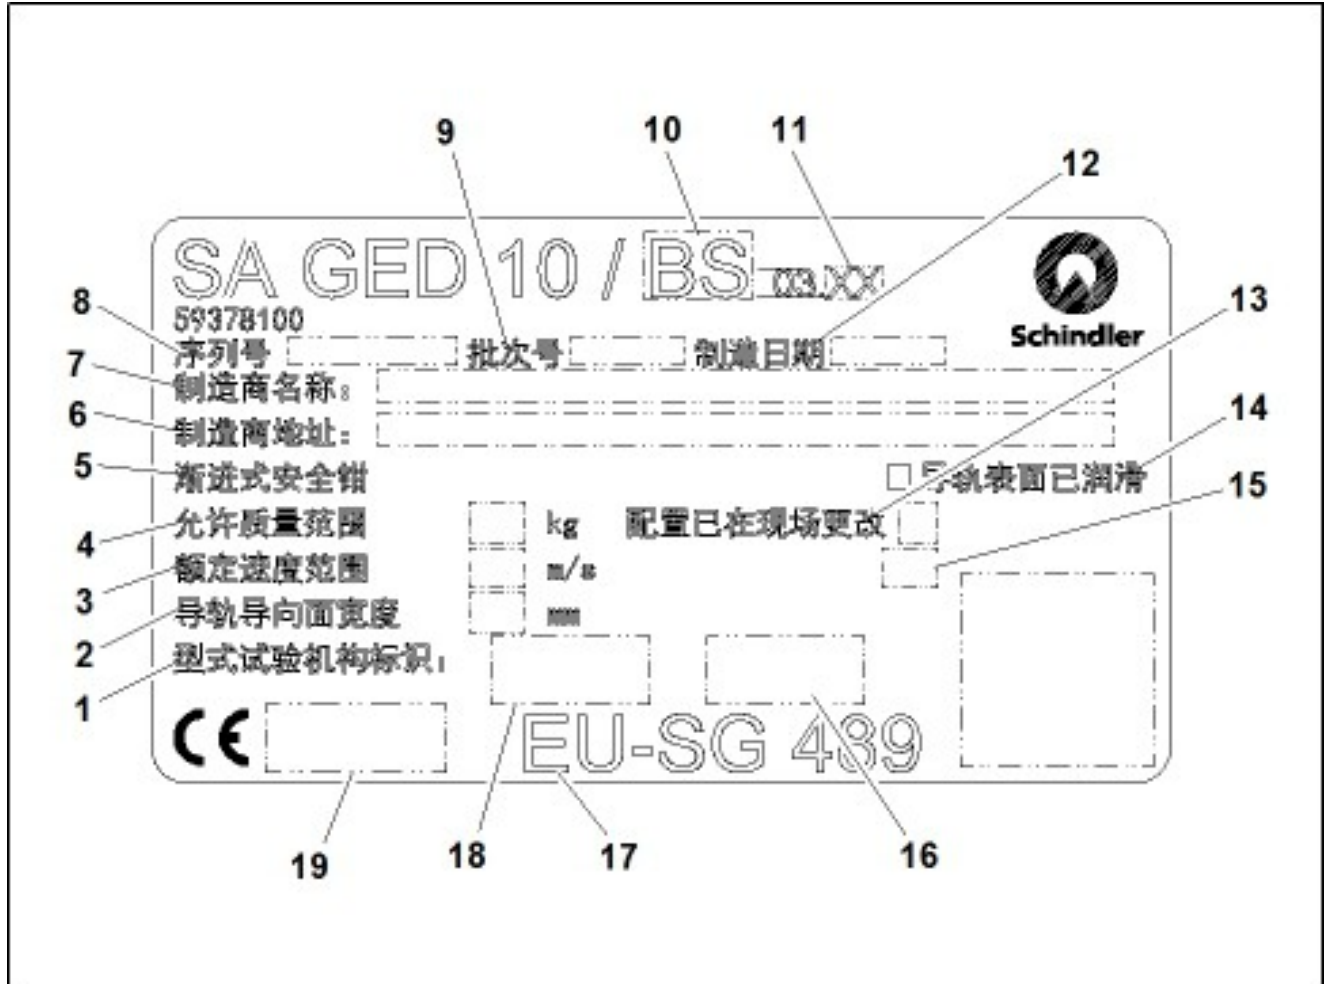 9 10 11 12
SA GED 10 / BS 03.XX
59378100
Schindler
8 13
序列号 批次号 制造日期
7 制造商名称：
6 制造商地址： 14
5 渐进式安全钳 导轨表面已润滑
15
4 允许质量范围 kg 配置已在现场更改
3 额定速度范围 m/s
2 导轨导向面宽度 mm
1 型式试验机构标识：
CE EU-SG 489
19 18 17 16